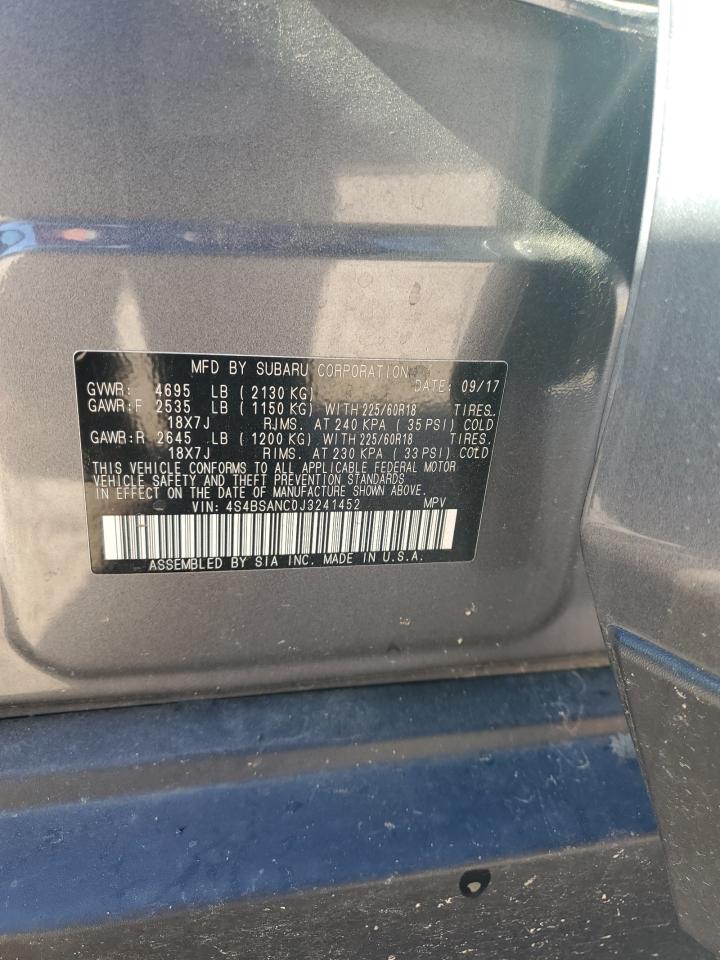 MFD BY SUBARU CORPORATION DATE: 09/17
GVWR: 4695 LB ( 2130 KG)
GAWR: F 2535 LB ( 1150 KG) WITH 225/60R18 TIRES.
18X7J RJMS. AT 240 KPA ( 35 PSI) COLD
GAWR: R 2645 LB ( 1200 KG) WITH 225/60R18 TIRES.
18X7J RIMS. AT 230 KPA ( 33 PSI) COLD
THIS VEHICLE CONFORMS TO ALL APPLICABLE FEDERAL MOTOR
VEHICLE SAFETY AND THEFT PREVENTION STANDARDS
IN EFFECT ON THE DATE OF MANUFACTURE SHOWN ABOVE.
VIN: 4S4BSANC0J3241452 MPV
ASSEMBLED BY SIA INC. MADE IN U.S.A.